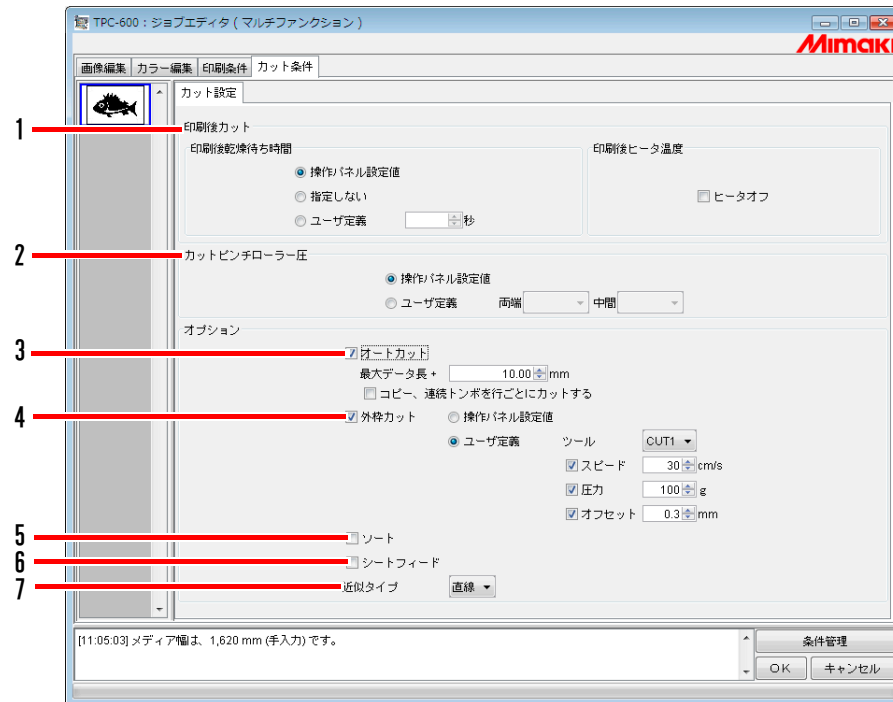 TPC-600 : ジョブエディタ ( マルチファンクション )
Mimaki
画像編集 カラー編集 印刷条件 カット条件
カット設定
1 印刷後カット
印刷後乾燥待ち時間 印刷後ヒータ温度
操作パネル設定値
指定しない ヒータオフ
ユーザ定義 秒
2 カットピンチローラー圧
操作パネル設定値
ユーザ定義 両端 中間
オプション
3 オートカット
最大データ長 + 10.00 mm
コピー、連続トンボを行ごとにカットする
4 外枠カット 操作パネル設定値
ユーザ定義 ツール CUT1
スピード 30 cm/s
圧力 100 g
オフセット 0.3 mm
5 ソート
6 シートフィード
7 近似タイプ 直線
[11:05:03] メディア幅は、1,620 mm (手入力) です。
条件管理
OK キャンセル